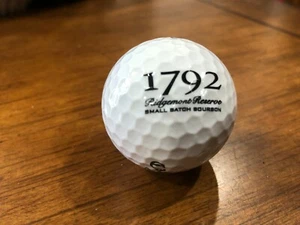 1792
Ridgemont Reserve
SMALL BATCH BOURBON